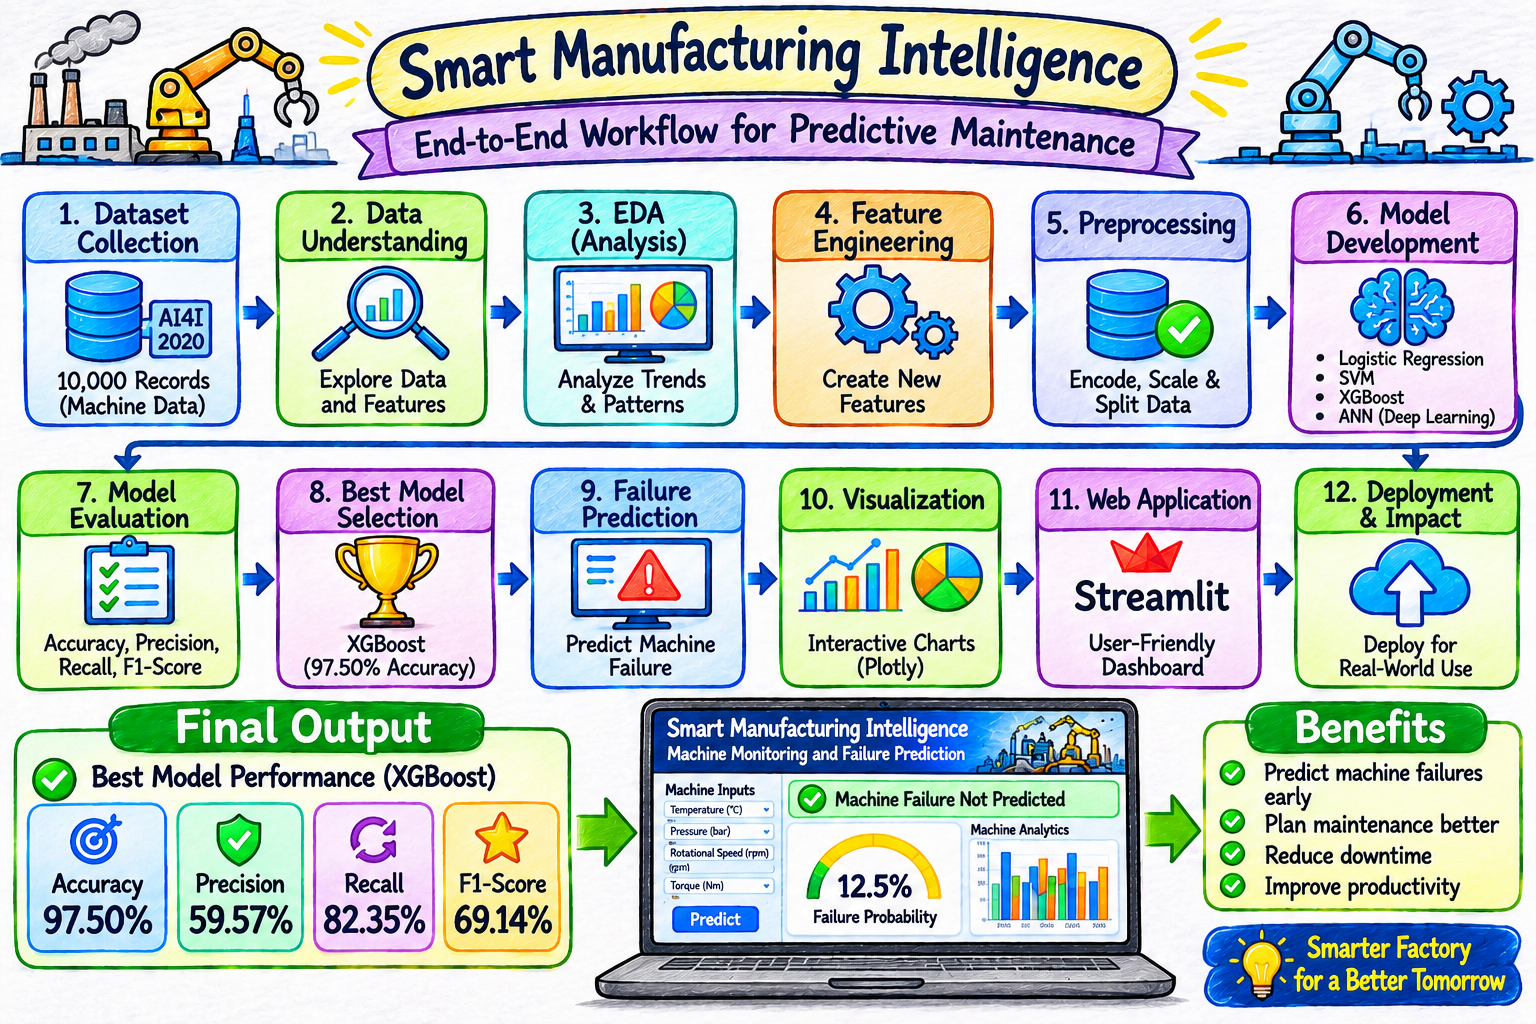 Smart Manufacturing Intelligence
End-to-End Workflow for Predictive Maintenance
1. Dataset
Collection
AI4I
2020
10,000 Records
(Machine Data)
2. Data
Understanding
Explore Data
and Features
3. EDA
(Analysis)
Analyze Trends
& Patterns
4. Feature
Engineering
Create New
Features
5. Preprocessing
Encode, Scale &
Split Data
6. Model
Development
• Logistic Regression
• SVM
• XGBoost
• ANN (Deep Learning)
7. Model
Evaluation
Accuracy, Precision,
Recall, F1-Score
8. Best Model
Selection
XGBoost
(97.50% Accuracy)
9. Failure
Prediction
Predict Machine
Failure
10. Visualization
Interactive Charts
(Plotly)
11. Web Application
Streamlit
User-Friendly
Dashboard
12. Deployment
& Impact
Deploy for
Real-World Use
Final Output
Best Model Performance (XGBoost)
Accuracy
97.50%
Precision
59.57%
Recall
82.35%
F1-Score
69.14%
Smart Manufacturing Intelligence
Machine Monitoring and Failure Prediction
Machine Inputs
Temperature (°C)
Pressure (bar)
Rotational Speed (rpm)
Torque (Nm)
Predict
Machine Failure Not Predicted
12.5%
Failure Probability
Machine Analytics
Benefits
Predict machine failures
early
Plan maintenance better
Reduce downtime
Improve productivity
Smarter Factory
for a Better Tomorrow